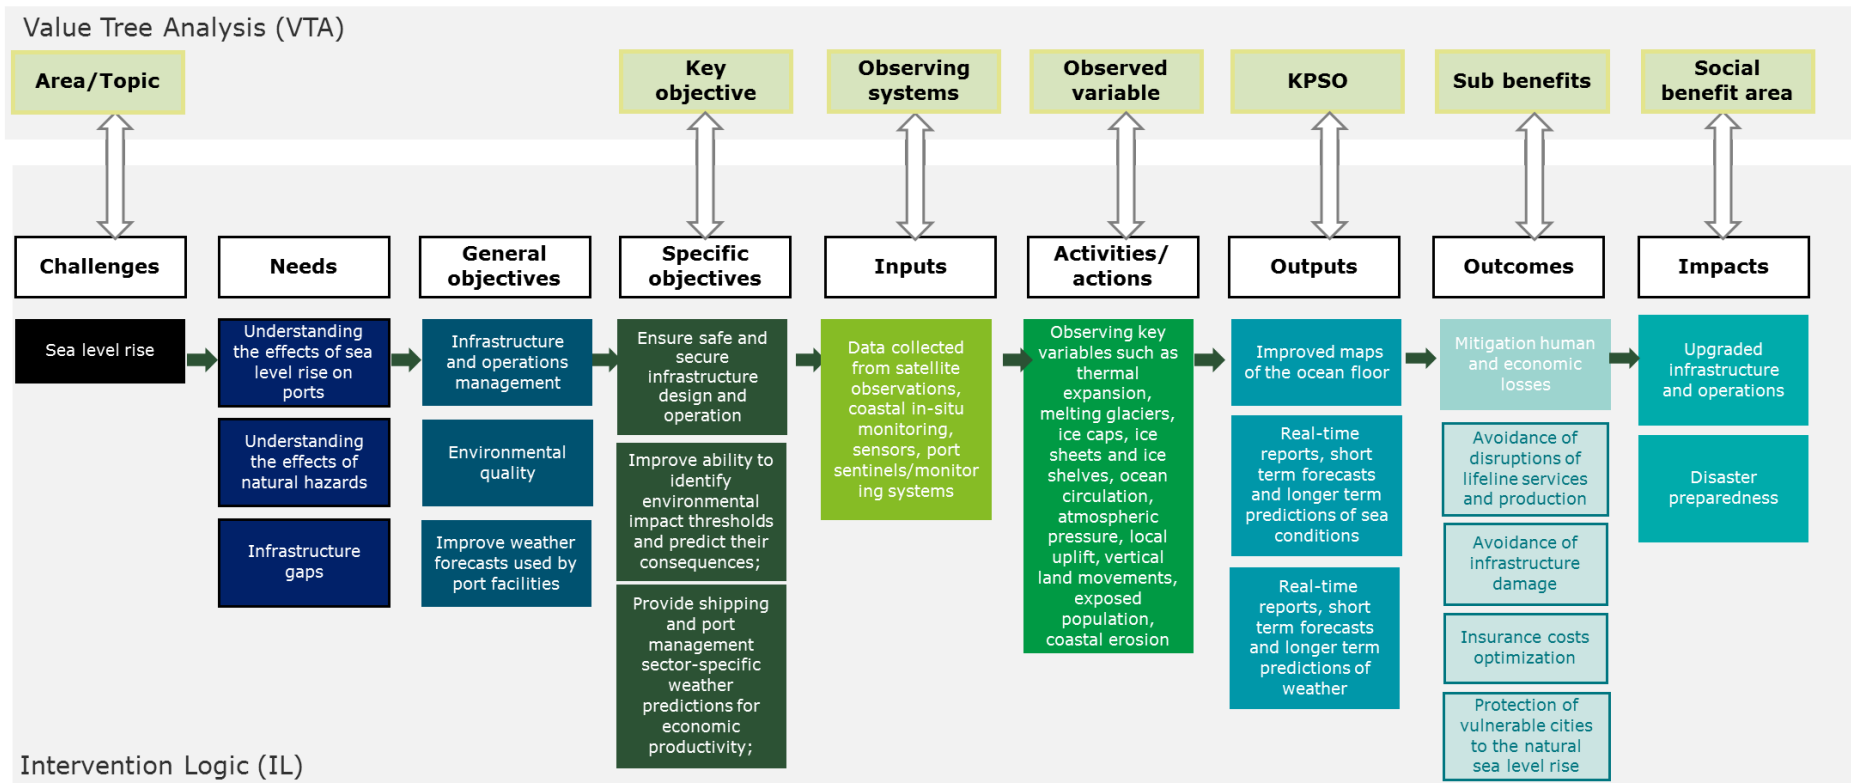 Value Tree Analysis (VTA)
Area/Topic
Key
objective
Observing
systems
Observed
variable
KPSO
Sub benefits
Social
benefit area
Challenges
Needs
General
objectives
Specific
objectives
Inputs
Activities/
actions
Outputs
Outcomes
Impacts
Sea level rise
Understanding
the effects of sea
level rise on
ports
Understanding
the effects of
natural hazards
Infrastructure
gaps
Infrastructure
and operations
management
Environmental
quality
Improve weather
forecasts used by
port facilities
Ensure safe and
secure
infrastructure
design and
operation
Improve ability to
identify
environmental
impact thresholds
and predict their
consequences;
Provide shipping
and port
management
sector-specific
weather
predictions for
economic
productivity;
Data collected
from satellite
observations,
coastal in-situ
monitoring,
sensors, port
sentinels/monitor
ing systems
Observing key
variables such as
thermal
expansion,
melting glaciers,
ice caps, ice
sheets and ice
shelves, ocean
circulation,
atmospheric
pressure, local
uplift, vertical
land movements,
exposed
population,
coastal erosion
Improved maps
of the ocean floor
Real-time
reports, short
term forecasts
and longer term
predictions of sea
conditions
Real-time
reports, short
term forecasts
and longer term
predictions of
weather
Mitigation human
and economic
losses
Avoidance of
disruptions of
lifeline services
and production
Avoidance of
infrastructure
damage
Insurance costs
optimization
Protection of
vulnerable cities
to the natural
sea level rise
Upgraded
infrastructure
and operations
Disaster
preparedness
Intervention Logic (IL)